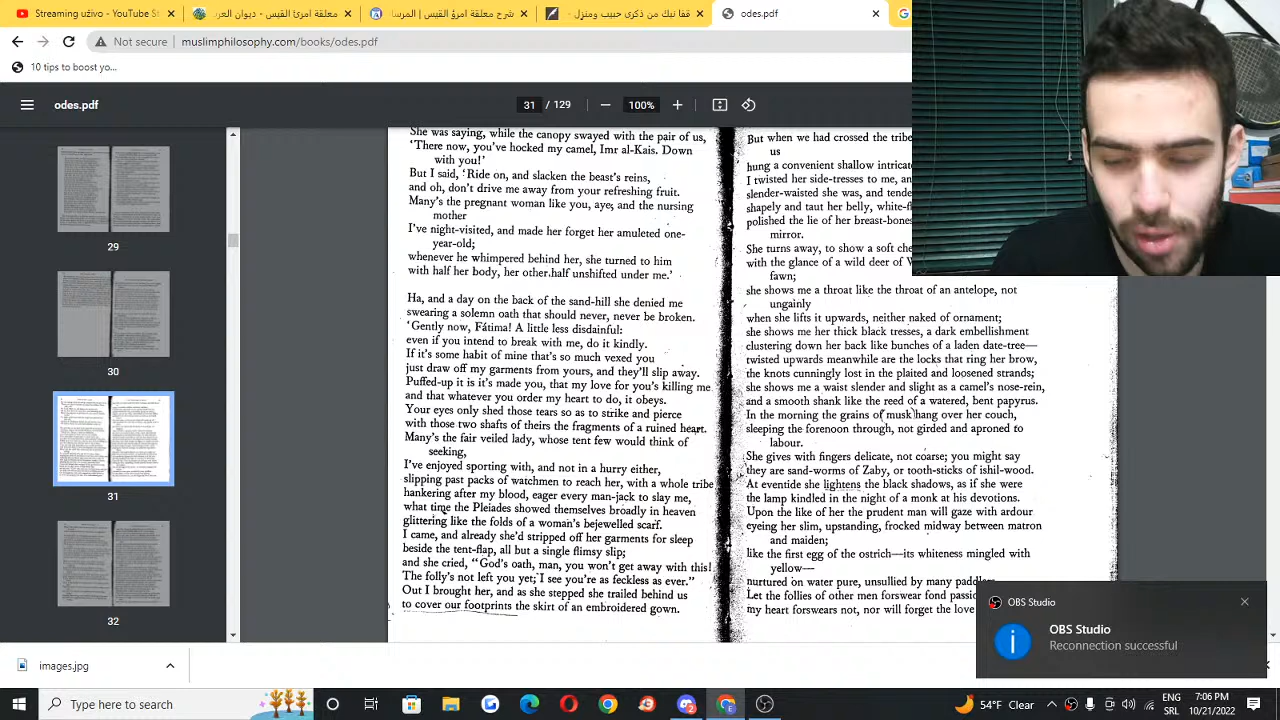 Streaming azuživo - YouTube S
معلقة امرئ القيس - ديوان ال
شرح معلقة امرؤ القيس | المرسا
قفا نبك من ذكرى حبيب ومنزل -
odes.pdf
Not secure | muslimphilosophy.com/books/odes.pdf
10 tips to boost yo...
odes.pdf
31 / 129
100%
29
30
31
32
She was saying, while the canopy swayed with the pair of us,
'There now, you've hocked my camel, Imr al-Kais. Down
with you!'
But I said, 'Ride on, and slacken the beast's reins,
and oh, don't drive me away from your refreshing fruit.
Many's the pregnant woman like you, aye, and the nursing
mother
I've night-visited, and made her forget her amuleted one-
year-old;
whenever he whimpered behind her, she turned to him
with half her body, her other half unshifted under me.'
Ha, and a day on the back of the sand-hill she denied me
swearing a solemn oath that should never, never be broken.
'Gently now, Fátima! A little less disdainful:
even if you intend to break with me, do it kindly.
If it's some habit of mine that's so much vexed you
just draw off my garments from yours, and they'll slip away.
Puffed-up it is it's made you, that my love for you's killing me
and that whatever you order my heart to do, it obeys.
Your eyes only shed those tears so as to strike and pierce
with those two shafts of theirs the fragments of a ruined heart.
Many's the fair veiled lady, whose tent few would think of
seeking,
I've enjoyed sporting with, and not in a hurry either,
slipping past packs of watchmen to reach her, with a whole tribe
hankering after my blood, eager every man-jack to slay me,
what time the Pleiades showed themselves broadly in heaven
glittering like the folds of a woman's bejewelled scarf.
I came, and already she'd stripped off her garments for sleep
beside the tent-flap, all but a single flimsy slip;
and she cried, "God's oath, man, you won't get away with this!
The folly's not left you yet; I see you're as feckless as ever."
Out I brought her, and as she stepped she trailed behind us
to cover our footprints the skirt of an embroidered gown.
But when we had crossed the tribe
us
hung a convenient shallow intrica
I twisted her side-tresses to me, an
slender-waisted she was, and tende
shapely and taut her belly, white-f
polished the lie of her breast-bones
mirror.
She turns away, to show a soft che
with the glance of a wild deer of
fawn;
she shows me a throat like the throat of an antelope, not
ungainly
when she lifts it upwards, neither naked of ornament;
she shows me her thick black tresses, a dark embellishment
clustering down her back like bunches of a laden date-tree—
twisted upwards meanwhile are the locks that ring her brow,
the knots cunningly lost in the plaited and loosened strands;
she shows me a waist slender and slight as a camel's nose-rein,
and a smooth shank like the reed of a watered, bent papyrus.
In the morning the grains of musk hang over her couch,
sleeping the forenoon through, not girded and aproned to
labour.
She gives with fingers delicate, not coarse; you might say
they are sand-worms of Zaby, or tooth-sticks of ishil-wood.
At eventide she lightens the black shadows, as if she were
the lamp kindled in the night of a monk at his devotions.
Upon the like of her the prudent man will gaze with ardour
eyeing her slim, upstanding, frocked midway between matron
and maiden;
like the first egg of the ostrich—its whiteness mingled with
yellow—
nurtured on water pure, unsullied by many padd
Let the follies of other men forswear fond passi
my heart forswears not, nor will forget the love
OBS Studio
OBS Studio
Reconnection successful
images.jpg
Type here to search
54°F Clear
ENG
SRL
7:06 PM
10/21/2022